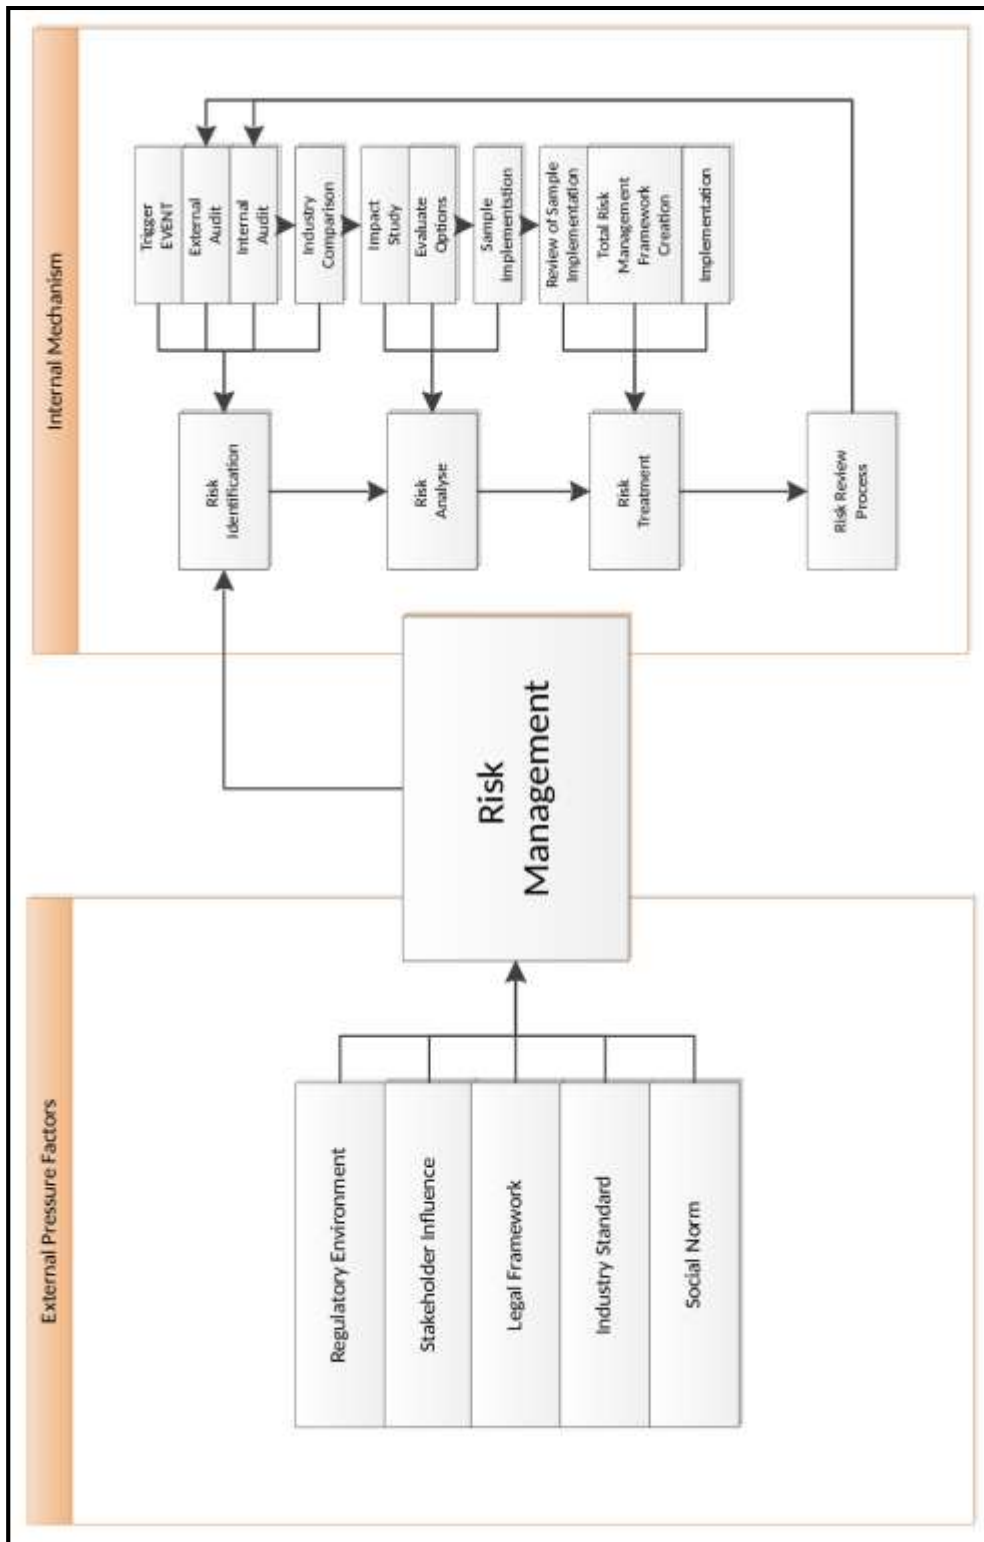 External Pressure Factors
Regulatory Environment
Stakeholder Influence
Legal Framework
Industry Standard
Social Norm
Risk
Management
Internal Mechanism
Risk
Identification
Risk
Analyse
Risk
Treatment
Risk Review
Process
Trigger
EVENT
External
Audit
Internal
Audit
Industry
Comparison
Impact
Study
Evaluate
Options
Sample
Implementstion
Review of Sample
Implementation
Total Risk
Management
Framework
Creation
Implementation